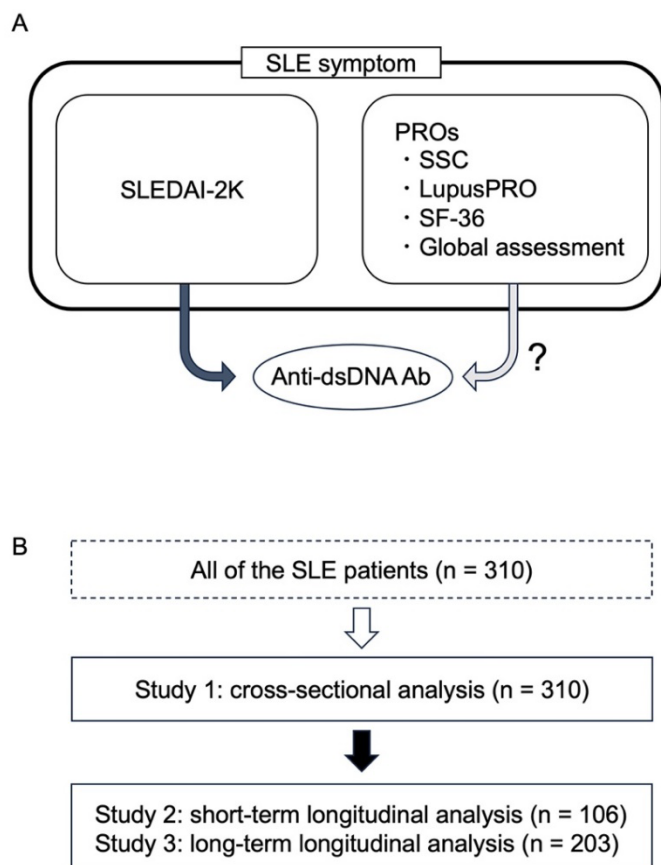 A
SLE symptom
SLEDAI-2K
PROs
・SSC
・LupusPRO
・SF-36
・Global assessment
?
Anti-dsDNA Ab
B
All of the SLE patients (n = 310)
Study 1: cross-sectional analysis (n = 310)
Study 2: short-term longitudinal analysis (n = 106)
Study 3: long-term longitudinal analysis (n = 203)